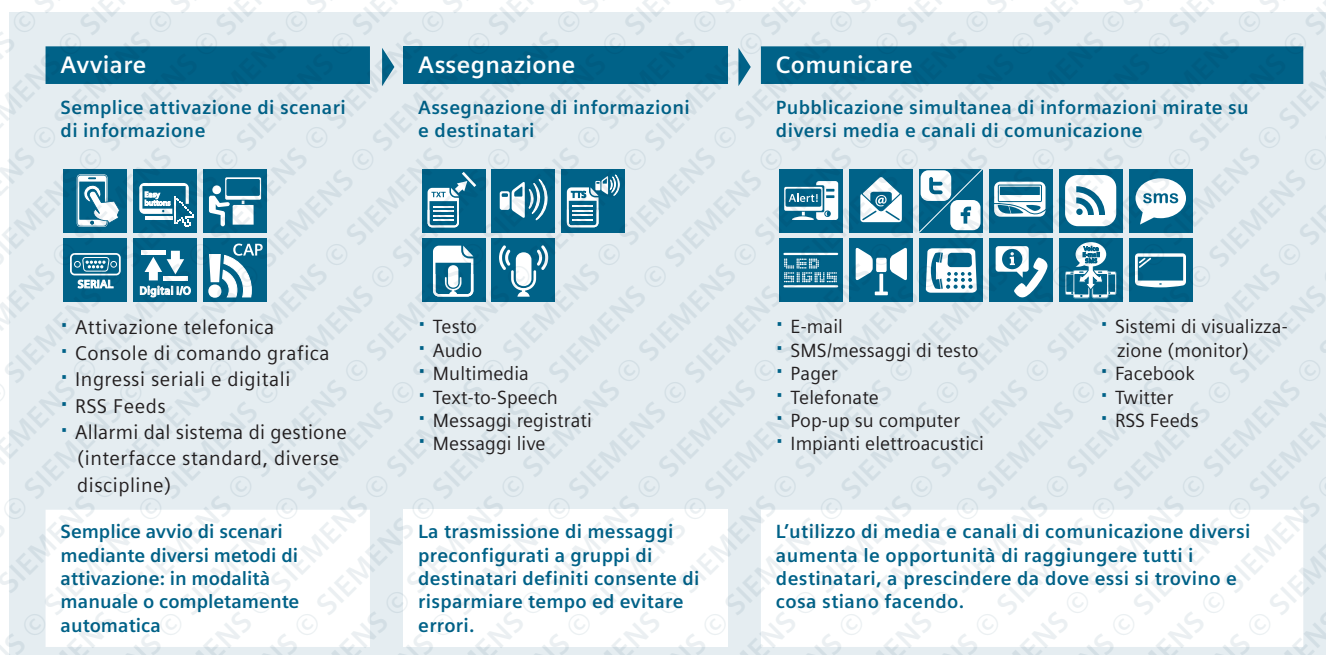 Avviare
Semplice attivazione di scenari
di informazione
Easy
buttons
SERIAL
Digital I/O
CAP
· Attivazione telefonica
· Console di comando grafica
· Ingressi seriali e digitali
· RSS Feeds
· Allarmi dal sistema di gestione
(interfacce standard, diverse
discipline)
Semplice avvio di scenari
mediante diversi metodi di
attivazione: in modalità
manuale o completamente
automatica
Assegnazione
Assegnazione di informazioni
e destinatari
TXT
TTS
· Testo
· Audio
· Multimedia
· Text-to-Speech
· Messaggi registrati
· Messaggi live
La trasmissione di messaggi
preconfigurati a gruppi di
destinatari definiti consente di
risparmiare tempo ed evitare
errori.
Comunicare
Pubblicazione simultanea di informazioni mirate su
diversi media e canali di comunicazione
Alert!
@
t
f
sms
LED
SIGNS
i
Voice
E-mail
SMS
· E-mail
· SMS/messaggi di testo
· Pager
· Telefonate
· Pop-up su computer
· Impianti elettroacustici
· Sistemi di visualizza-
zione (monitor)
· Facebook
· Twitter
· RSS Feeds
L'utilizzo di media e canali di comunicazione diversi
aumenta le opportunità di raggiungere tutti i
destinatari, a prescindere da dove essi si trovino e
cosa stiano facendo.
© SIEMENS